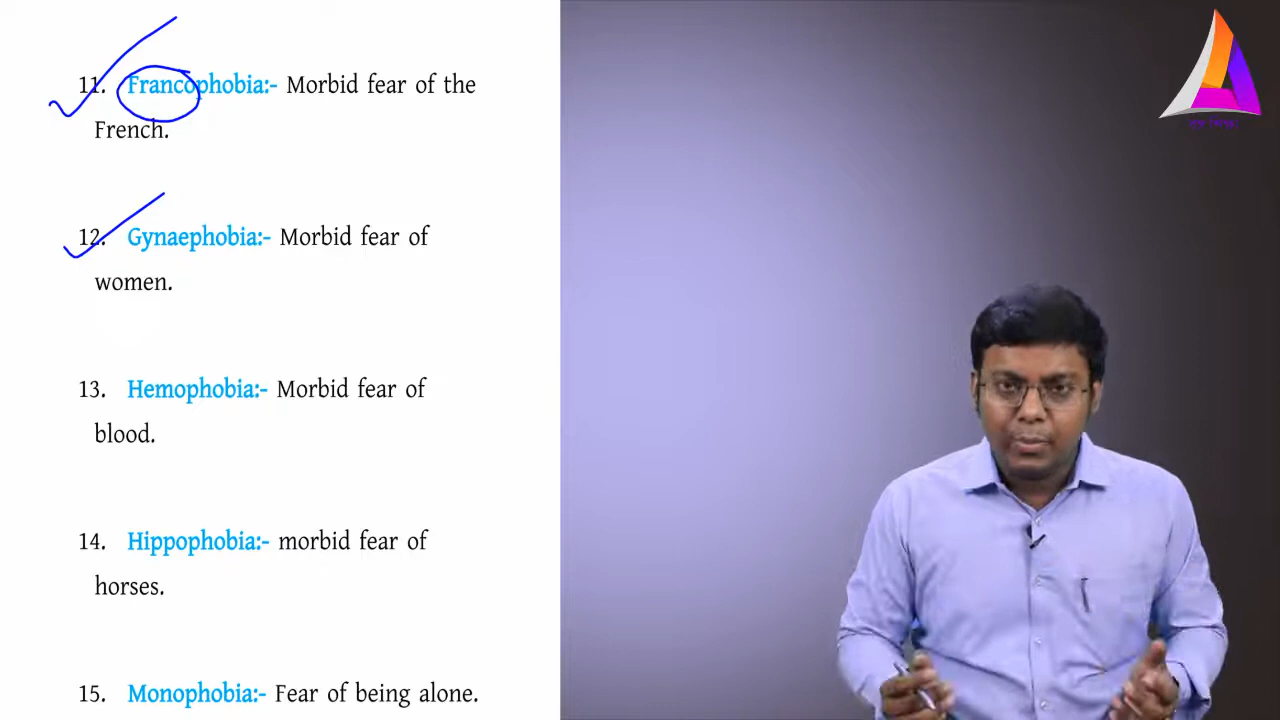 11. Francophobia:- Morbid fear of the
French.
12. Gynaephobia:- Morbid fear of
women.
13. Hemophobia:- Morbid fear of
blood.
14. Hippophobia:- morbid fear of
horses.
15. Monophobia:- Fear of being alone.